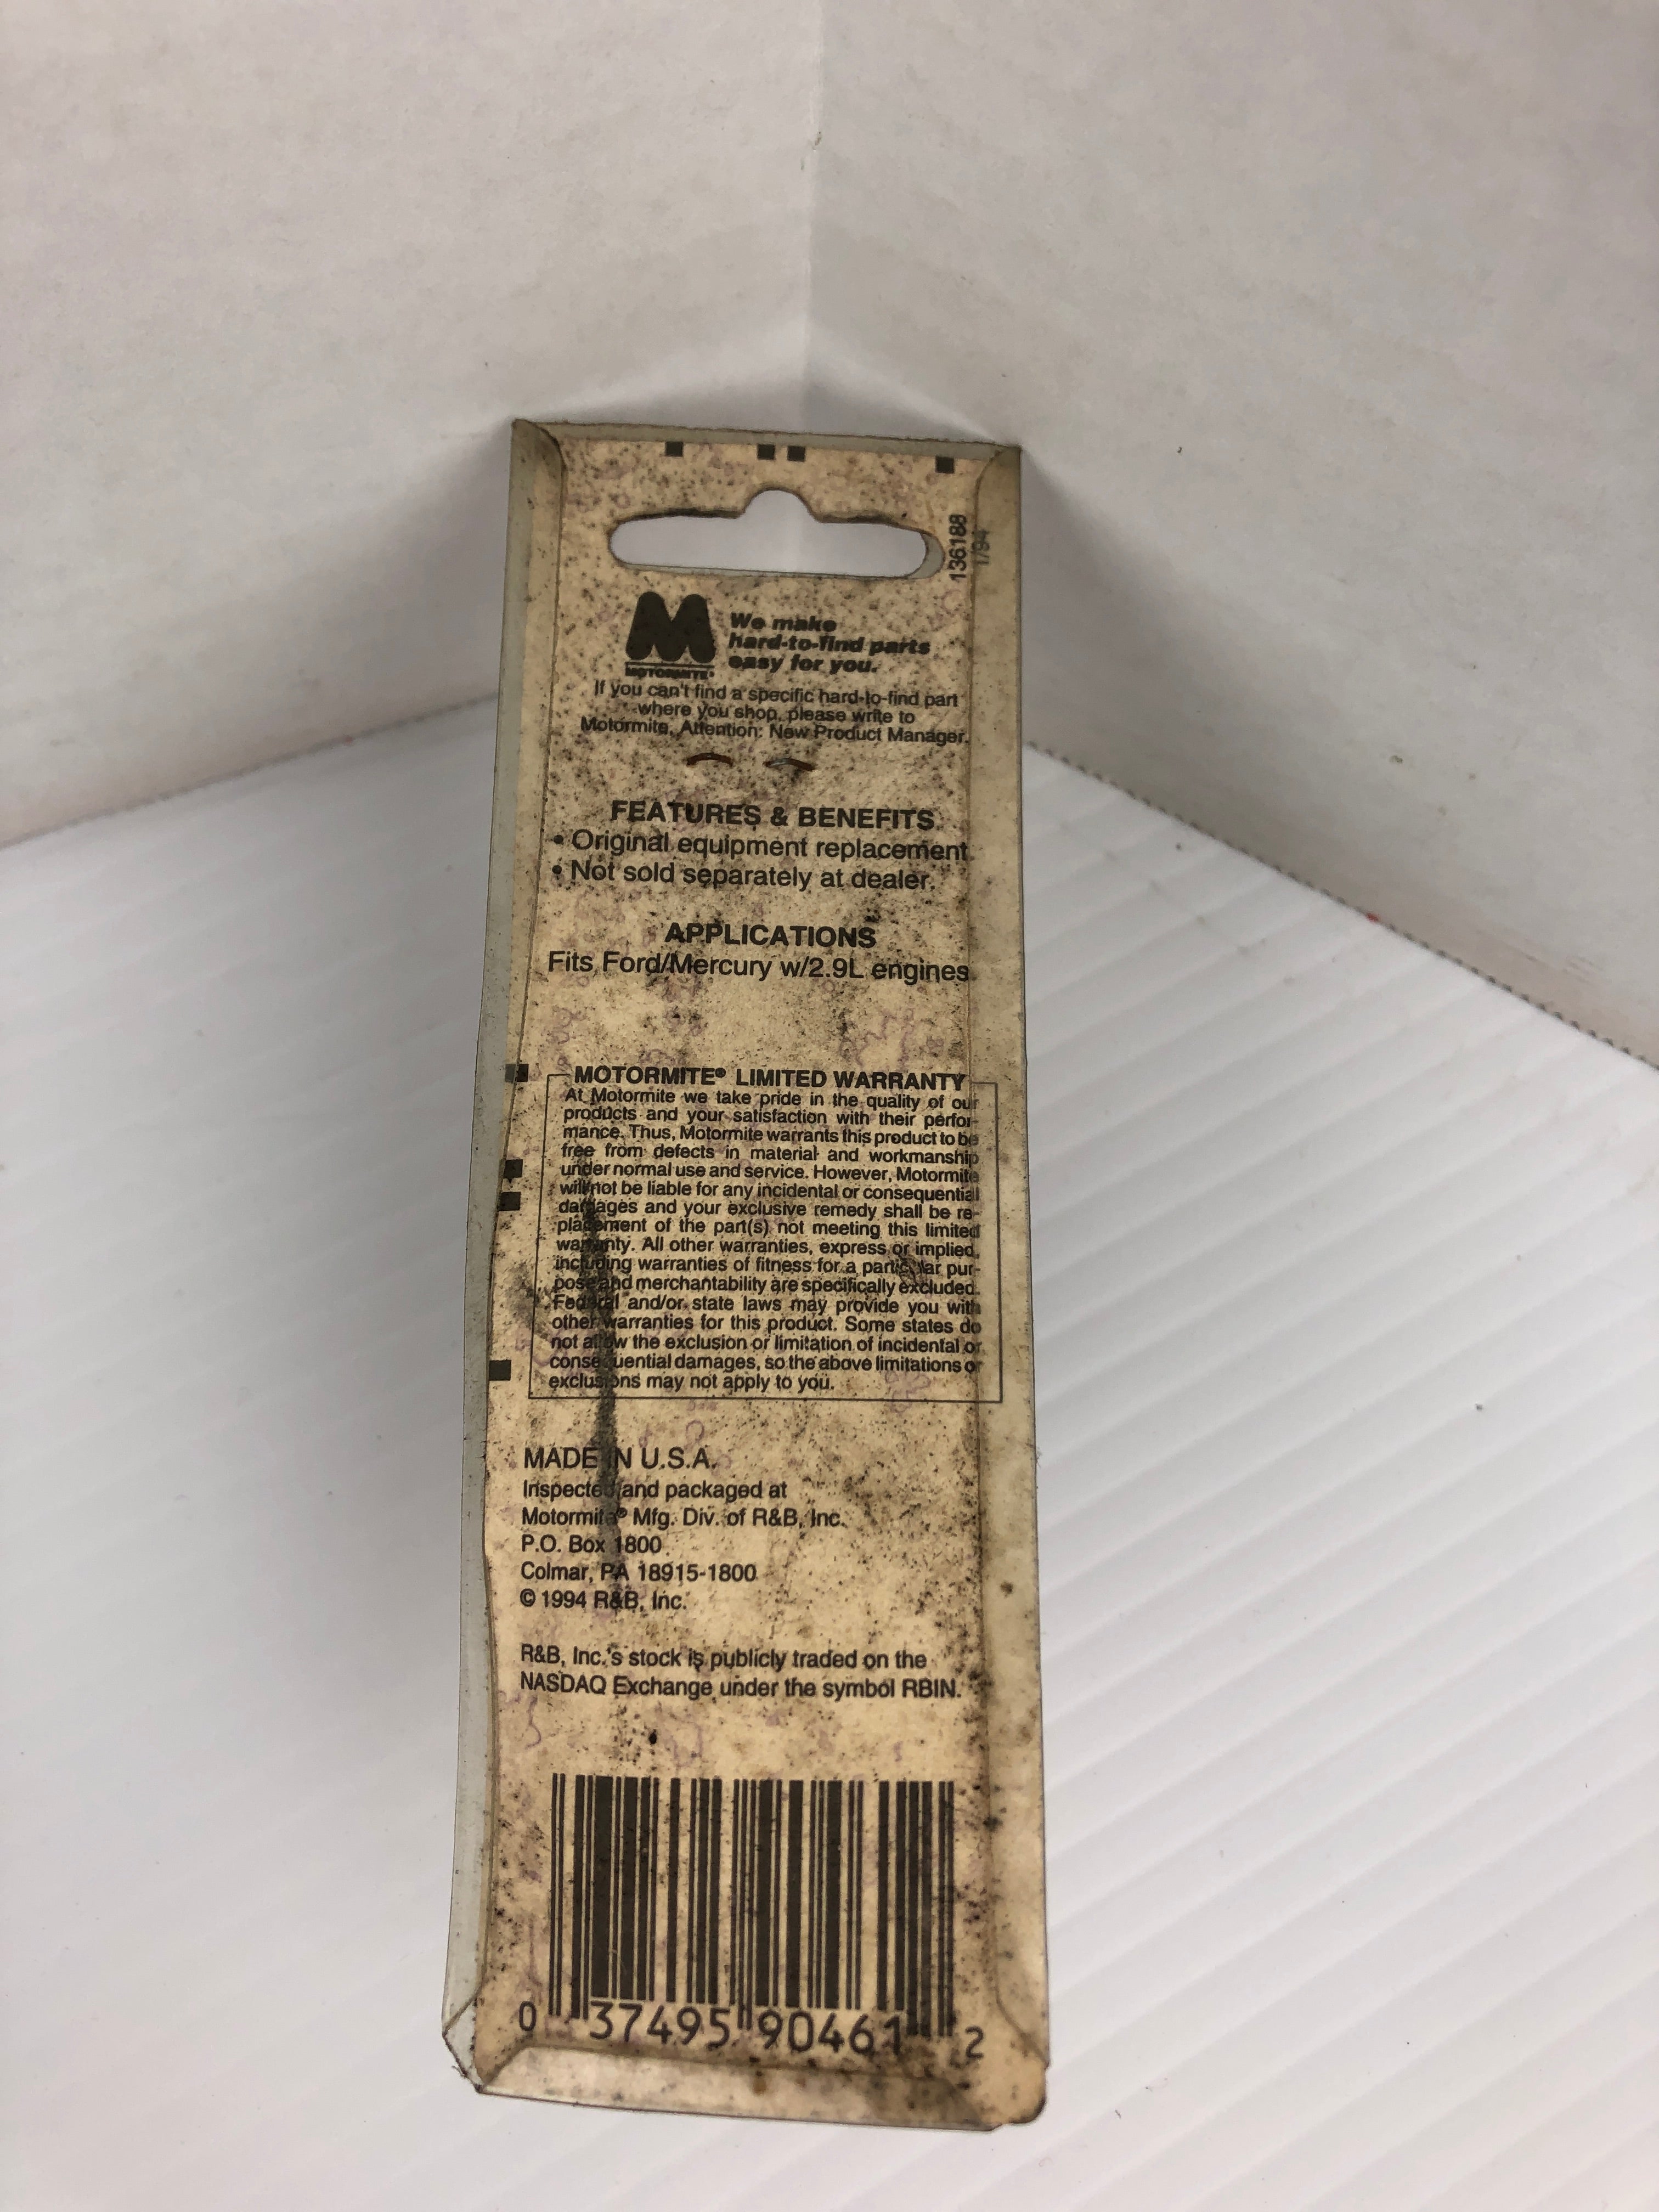 136188
1/94
MOTORMITE®
We make
hard-to-find parts
easy for you.
If you can't find a specific hard-to-find part
where you shop, please write to
Motormite, Attention: New Product Manager.
FEATURES & BENEFITS
• Original equipment replacement.
• Not sold separately at dealer.
APPLICATIONS
Fits Ford/Mercury w/2.9L engines
MOTORMITE® LIMITED WARRANTY
At Motormite we take pride in the quality of our
products and your satisfaction with their perfor-
mance. Thus, Motormite warrants this product to be
free from defects in material and workmanship
under normal use and service. However, Motormite
will not be liable for any incidental or consequential
damages and your exclusive remedy shall be re-
placement of the part(s) not meeting this limited
warranty. All other warranties, express or implied,
including warranties of fitness for a particular pur-
pose and merchantability are specifically excluded.
Federal and/or state laws may provide you with
other warranties for this product. Some states do
not allow the exclusion or limitation of incidental or
consequential damages, so the above limitations or
exclusions may not apply to you.
MADE IN U.S.A.
Inspected and packaged at
Motormite® Mfg. Div. of R&B, Inc.
P.O. Box 1800
Colmar, PA 18915-1800
© 1994 R&B, Inc.
R&B, Inc.'s stock is publicly traded on the
NASDAQ Exchange under the symbol RBIN.
0 37495 90461 2